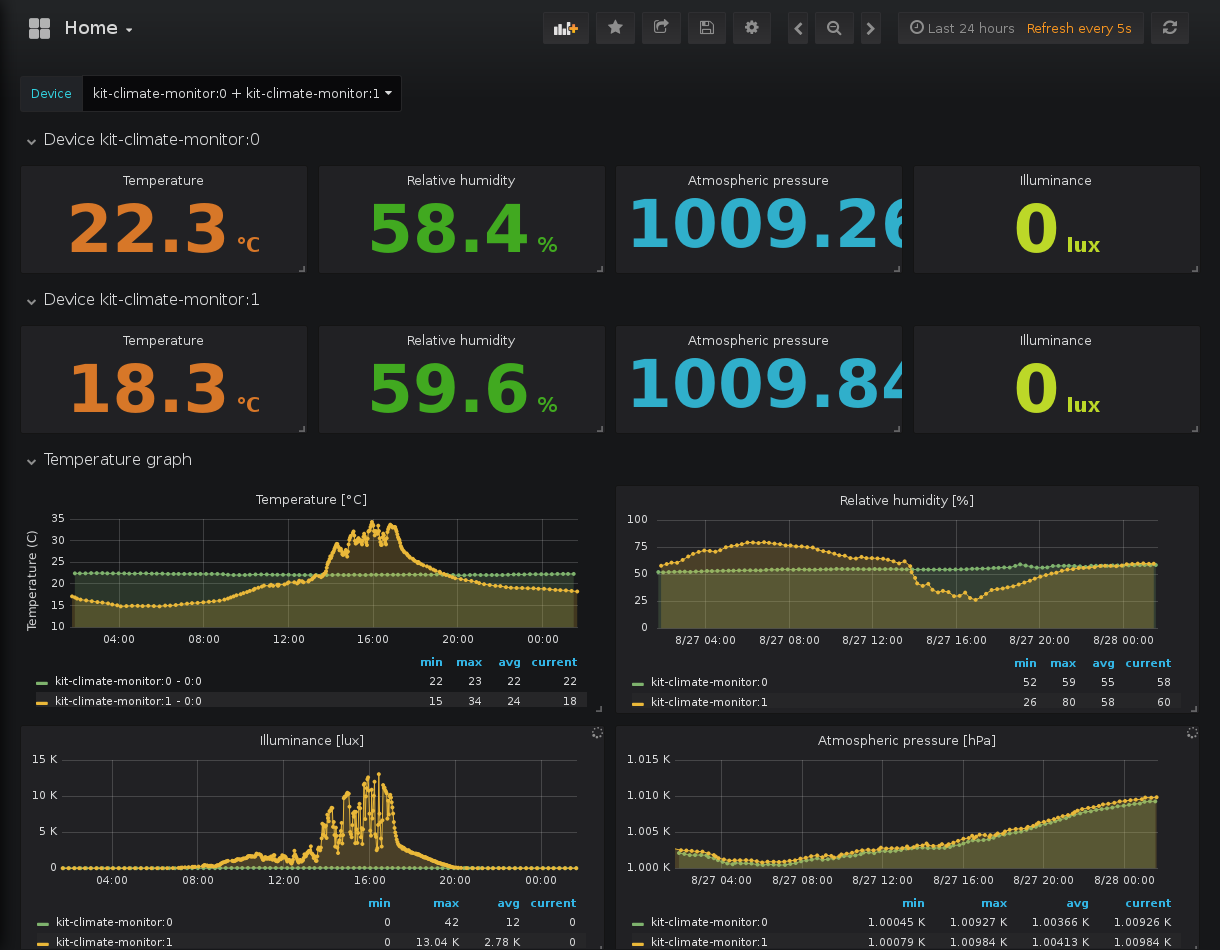 Home
Last 24 hours Refresh every 5s
Device kit-climate-monitor:0 + kit-climate-monitor:1
Device kit-climate-monitor:0
Temperature Relative humidity Atmospheric pressure Illuminance
22.3 °C 58.4 % 1009.26 0 lux
Device kit-climate-monitor:1
Temperature Relative humidity Atmospheric pressure Illuminance
18.3 °C 59.6 % 1009.84 0 lux
Temperature graph
Temperature [°C]
Temperature (C)
35
30
25
20
15
10
04:00 08:00 12:00 16:00 20:00 00:00
min max avg current
kit-climate-monitor:0 - 0:0 22 23 22 22
kit-climate-monitor:1 - 0:0 15 34 24 18
Relative humidity [%]
100
75
50
25
0
8/27 04:00 8/27 08:00 8/27 12:00 8/27 16:00 8/27 20:00 8/28 00:00
min max avg current
kit-climate-monitor:0 52 59 55 58
kit-climate-monitor:1 26 80 58 60
Illuminance [lux]
15 K
10 K
5 K
0
04:00 08:00 12:00 16:00 20:00 00:00
min max avg current
kit-climate-monitor:0 0 42 12 0
kit-climate-monitor:1 0 13.04 K 2.78 K 0
Atmospheric pressure [hPa]
1.015 K
1.010 K
1.005 K
1.000 K
8/27 04:00 8/27 08:00 8/27 12:00 8/27 16:00 8/27 20:00 8/28 00:00
min max avg current
kit-climate-monitor:0 1.00045 K 1.00927 K 1.00366 K 1.00926 K
kit-climate-monitor:1 1.00079 K 1.00984 K 1.00413 K 1.00984 K